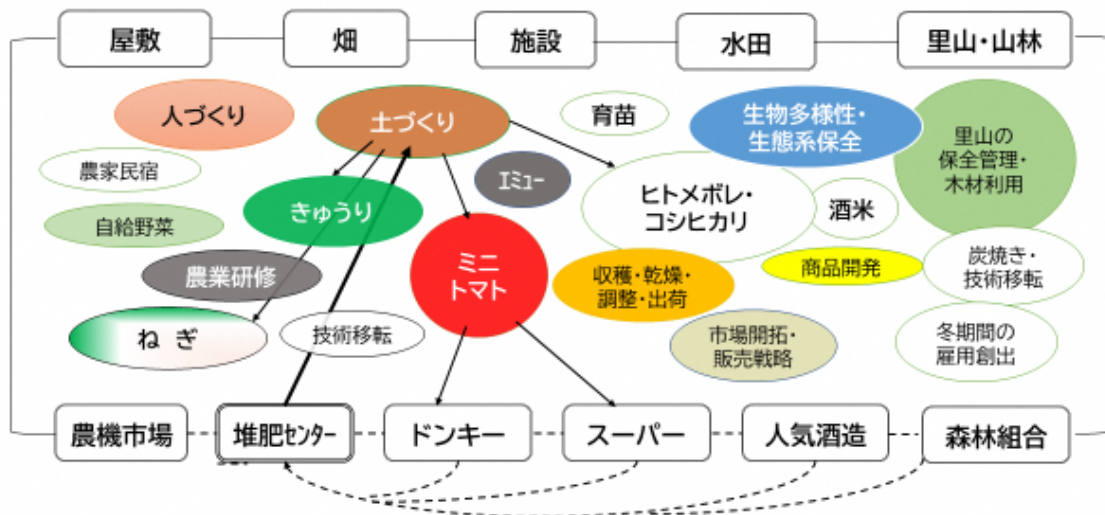 屋敷
畑
施設
水田
里山・山林
人づくり
土づくり
育苗
生物多様性・
生態系保全
里山の
保全管理・
木材利用
農家民宿
エミュー
ヒトメボレ・
コシヒカリ
酒米
自給野菜
きゅうり
ミニ
トマト
農業研修
収穫・乾燥・
調整・出荷
商品開発
炭焼き・
技術移転
ねぎ
技術移転
市場開拓・
販売戦略
冬期間の
雇用創出
農機市場
堆肥センター
ドンキー
スーパー
人気酒造
森林組合